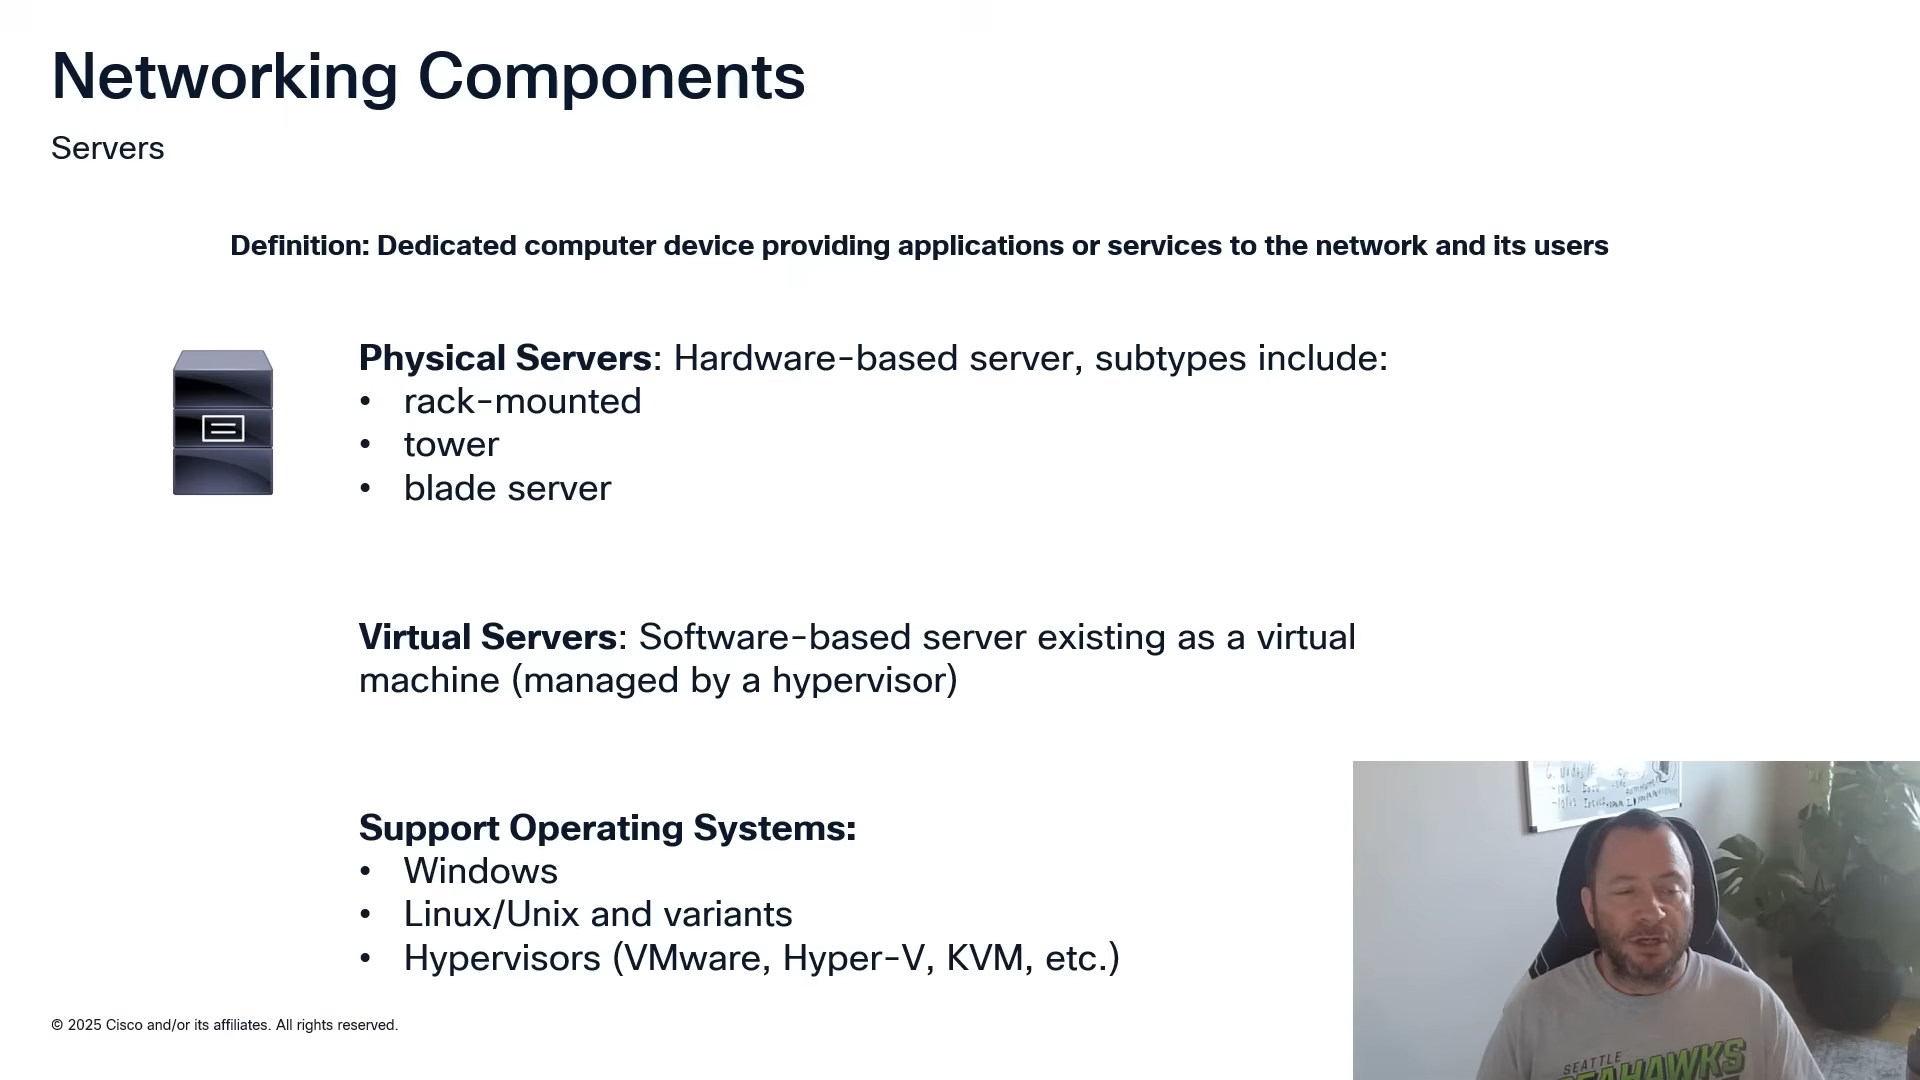 Networking Components
Servers
Definition: Dedicated computer device providing applications or services to the network and its users
Physical Servers: Hardware-based server, subtypes include:
• rack-mounted
• tower
• blade server
Virtual Servers: Software-based server existing as a virtual
machine (managed by a hypervisor)
Support Operating Systems:
• Windows
• Linux/Unix and variants
• Hypervisors (VMware, Hyper-V, KVM, etc.)
© 2025 Cisco and/or its affiliates. All rights reserved.
SEATTLE